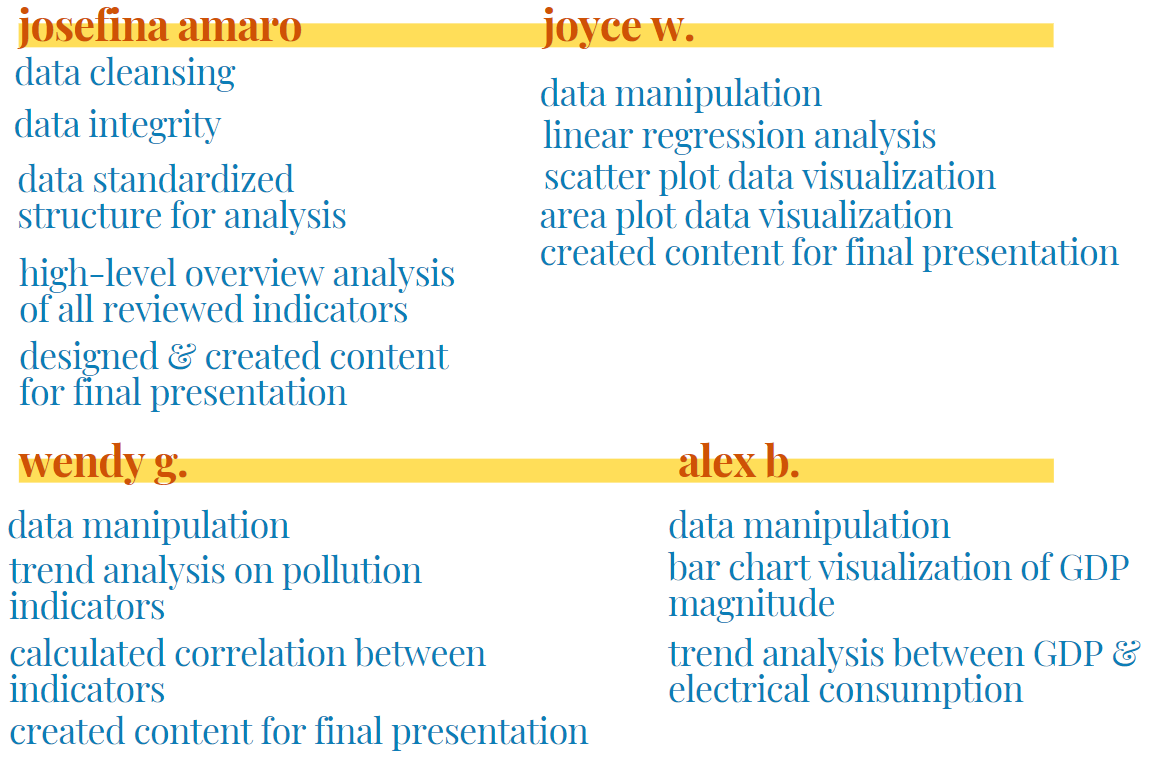 josefina amaro
data cleansing
data integrity
data standardized
structure for analysis
high-level overview analysis
of all reviewed indicators
designed & created content
for final presentation
joyce w.
data manipulation
linear regression analysis
scatter plot data visualization
area plot data visualization
created content for final presentation
wendy g.
data manipulation
trend analysis on pollution
indicators
calculated correlation between
indicators
created content for final presentation
alex b.
data manipulation
bar chart visualization of GDP
magnitude
trend analysis between GDP &
electrical consumption